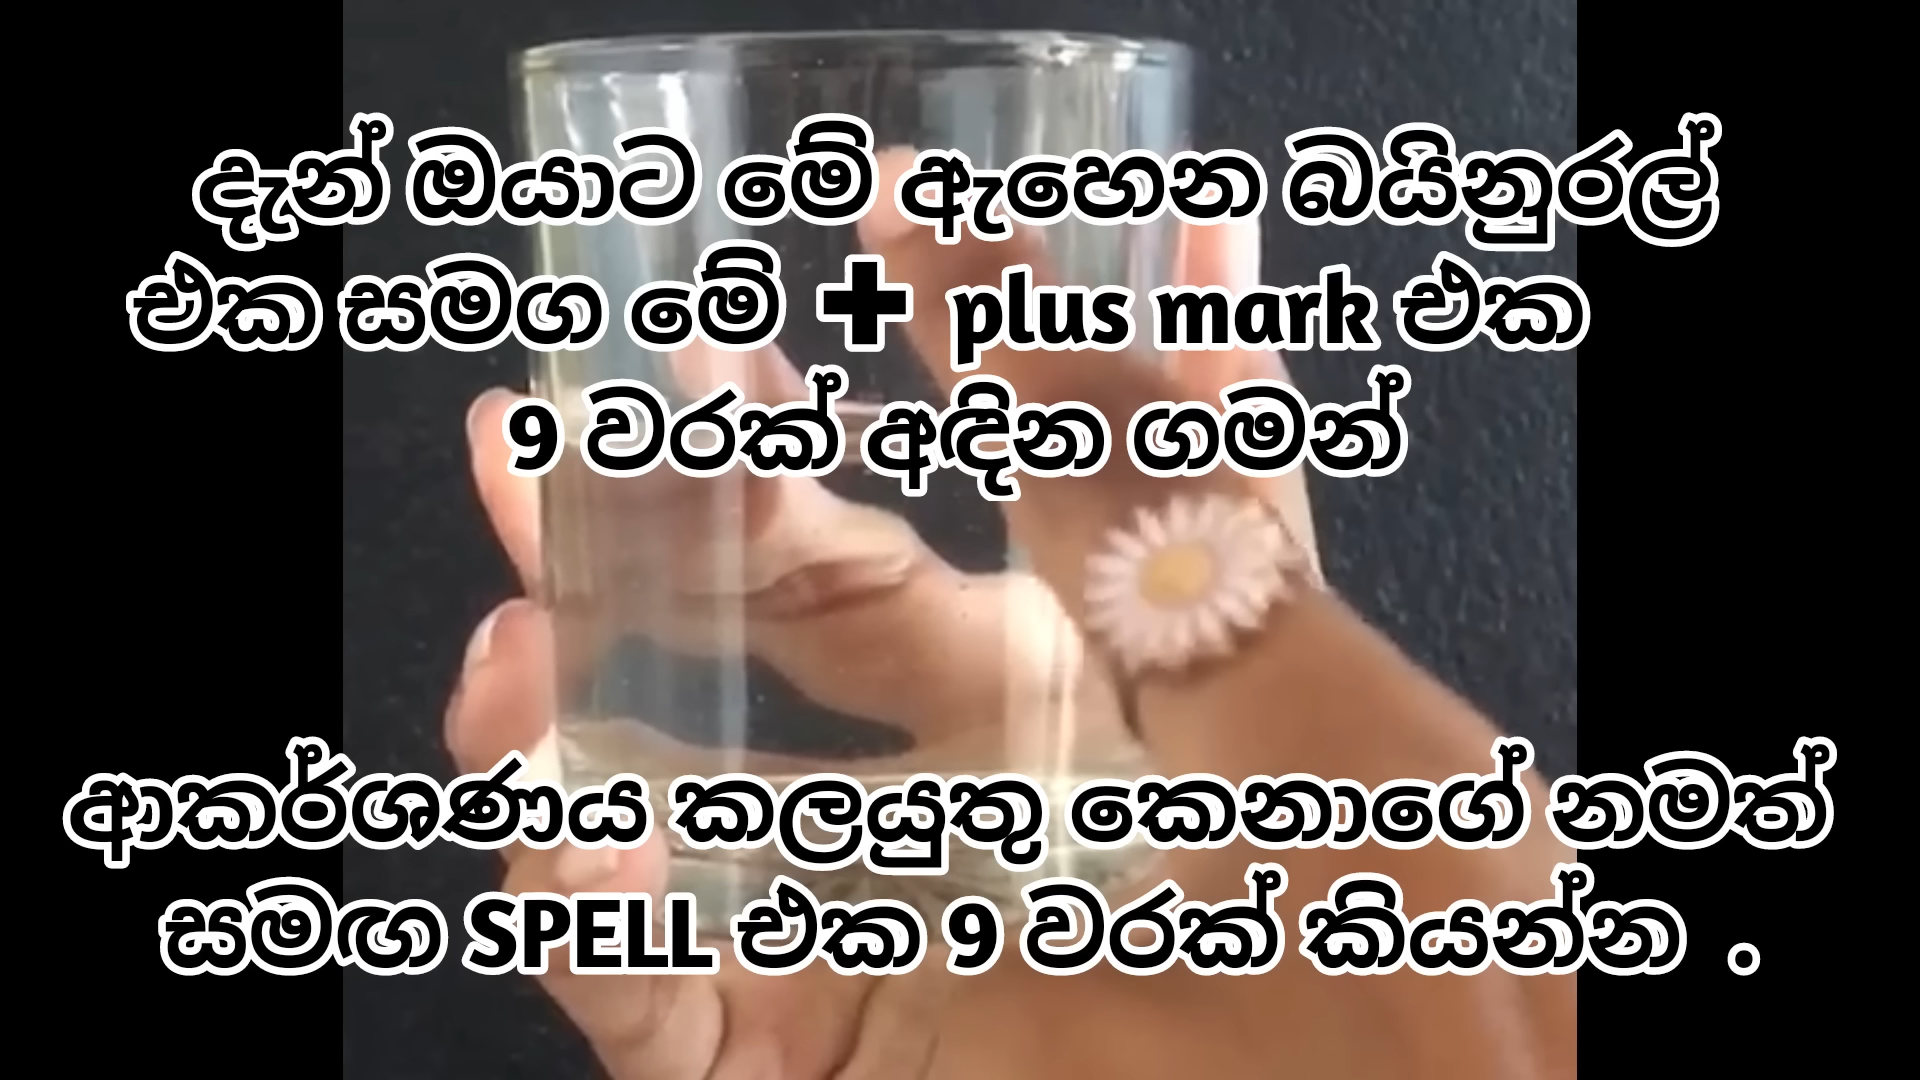 දැන් ඔයාට මේ ඇහෙන බයිනුරල්
එක සමග මේ ➕ plus mark එක
9 වරක් අඳින ගමන්
ආකර්ශණය කලයුතු කෙනාගේ නමත්
සමඟ SPELL එක 9 වරක් කියන්න .